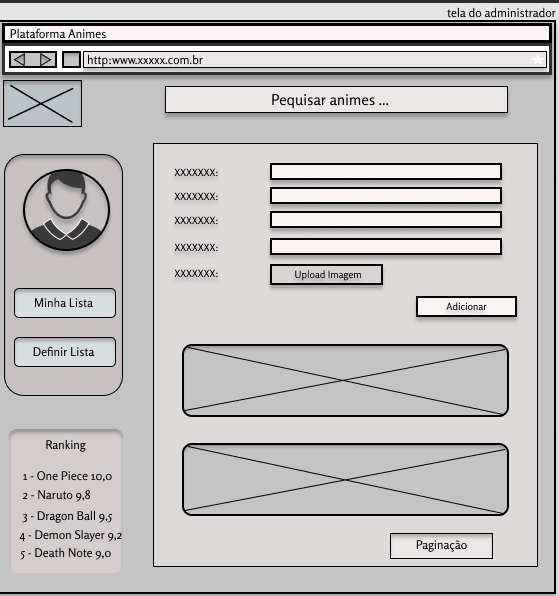 tela do administrador
Plataforma Animes
http:www.xxxxx.com.br
Pequisar animes ...
XXXXXXX:
XXXXXXX:
XXXXXXX:
XXXXXXX:
XXXXXXX:
Upload Imagem
Adicionar
Minha Lista
Definir Lista
Ranking
1 - One Piece 10,0
2 - Naruto 9,8
3 - Dragon Ball 9,5
4 - Demon Slayer 9,2
5 - Death Note 9,0
Paginação